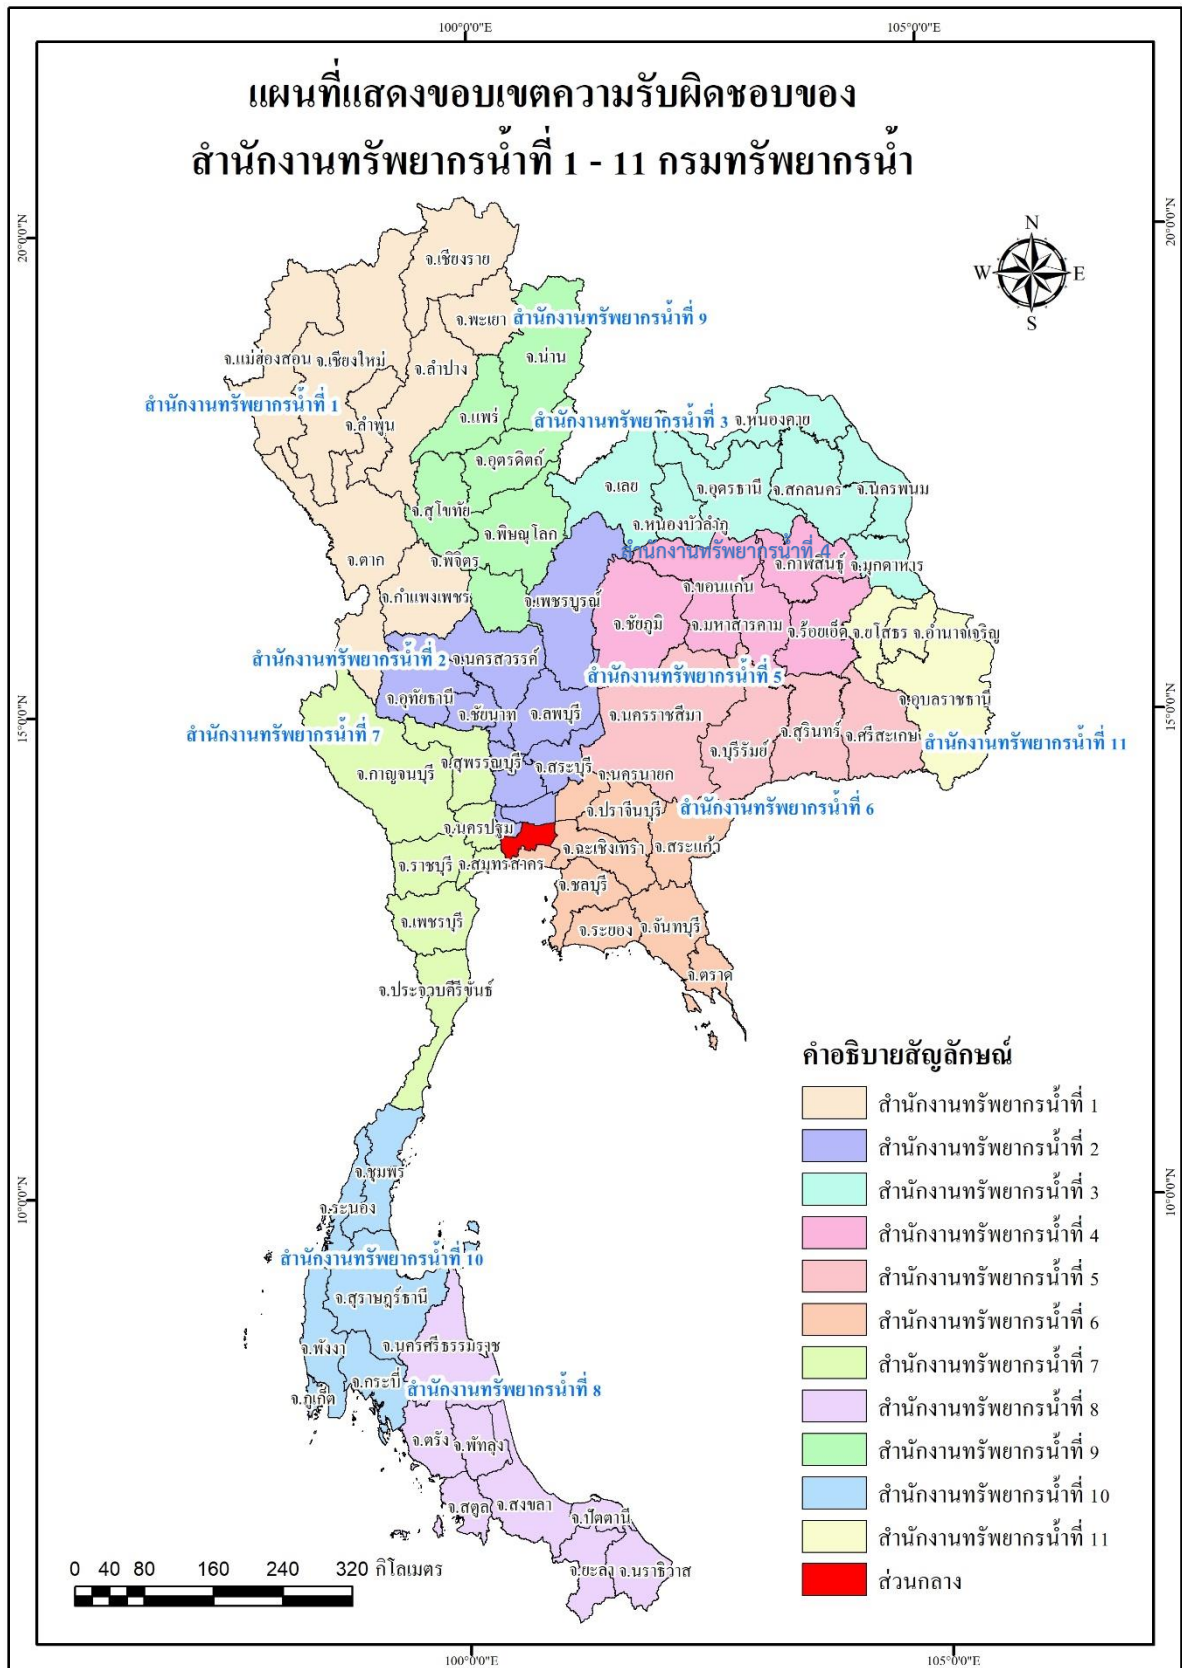 100°0'0"E
105°0'0"E
แผนที่แสดงขอบเขตความรับผิดชอบของ
สำนักงานทรัพยากรน้ำที่ 1 - 11 กรมทรัพยากรน้ำ
20°0'0"N
20°0'0"N
N
W
E
S
จ.เชียงราย
จ.พะเยา
สำนักงานทรัพยากรน้ำที่ 9
จ.แม่ฮ่องสอน
จ.เชียงใหม่
จ.ลำปาง
จ.น่าน
สำนักงานทรัพยากรน้ำที่ 1
จ.ลำพูน
จ.แพร่
สำนักงานทรัพยากรน้ำที่ 3
จ.หนองคาย
จ.อุตรดิตถ์
จ.เลย
จ.อุดรธานี
จ.สกลนคร
จ.นครพนม
จ.สุโขทัย
จ.พิษณุโลก
จ.หนองบัวลำภู
สำนักงานทรัพยากรน้ำที่ 4
จ.ตาก
จ.พิจิตร
จ.กาฬสินธุ์
จ.มุกดาหาร
จ.ขอนแก่น
จ.กำแพงเพชร
จ.เพชรบูรณ์
จ.ชัยภูมิ
จ.มหาสารคาม
จ.ร้อยเอ็ด
จ.ยโสธร
จ.อำนาจเจริญ
สำนักงานทรัพยากรน้ำที่ 2
จ.นครสวรรค์
สำนักงานทรัพยากรน้ำที่ 5
จ.อุทัยธานี
จ.ชัยนาท
จ.ลพบุรี
จ.นครราชสีมา
จ.อุบลราชธานี
15°0'0"N
15°0'0"N
สำนักงานทรัพยากรน้ำที่ 7
จ.บุรีรัมย์
จ.สุรินทร์
จ.ศรีสะเกษ
สำนักงานทรัพยากรน้ำที่ 11
จ.กาญจนบุรี
จ.สุพรรณบุรี
จ.สระบุรี
จ.นครนายก
จ.ปราจีนบุรี
สำนักงานทรัพยากรน้ำที่ 6
จ.นครปฐม
จ.ฉะเชิงเทรา
จ.สระแก้ว
จ.ราชบุรี
จ.สมุทรสาคร
จ.ชลบุรี
จ.เพชรบุรี
จ.ระยอง
จ.จันทบุรี
จ.ตราด
จ.ประจวบคีรีขันธ์
คำอธิบายสัญลักษณ์
สำนักงานทรัพยากรน้ำที่ 1
สำนักงานทรัพยากรน้ำที่ 2
สำนักงานทรัพยากรน้ำที่ 3
สำนักงานทรัพยากรน้ำที่ 4
สำนักงานทรัพยากรน้ำที่ 5
สำนักงานทรัพยากรน้ำที่ 6
สำนักงานทรัพยากรน้ำที่ 7
สำนักงานทรัพยากรน้ำที่ 8
สำนักงานทรัพยากรน้ำที่ 9
สำนักงานทรัพยากรน้ำที่ 10
สำนักงานทรัพยากรน้ำที่ 11
ส่วนกลาง
จ.ชุมพร
จ.ระนอง
10°0'0"N
10°0'0"N
สำนักงานทรัพยากรน้ำที่ 10
จ.สุราษฎร์ธานี
จ.พังงา
จ.นครศรีธรรมราช
จ.กระบี่
จ.ภูเก็ต
สำนักงานทรัพยากรน้ำที่ 8
จ.ตรัง
จ.พัทลุง
จ.สตูล
จ.สงขลา
จ.ปัตตานี
จ.ยะลา
จ.นราธิวาส
0 40 80 160 240 320 กิโลเมตร
100°0'0"E
105°0'0"E